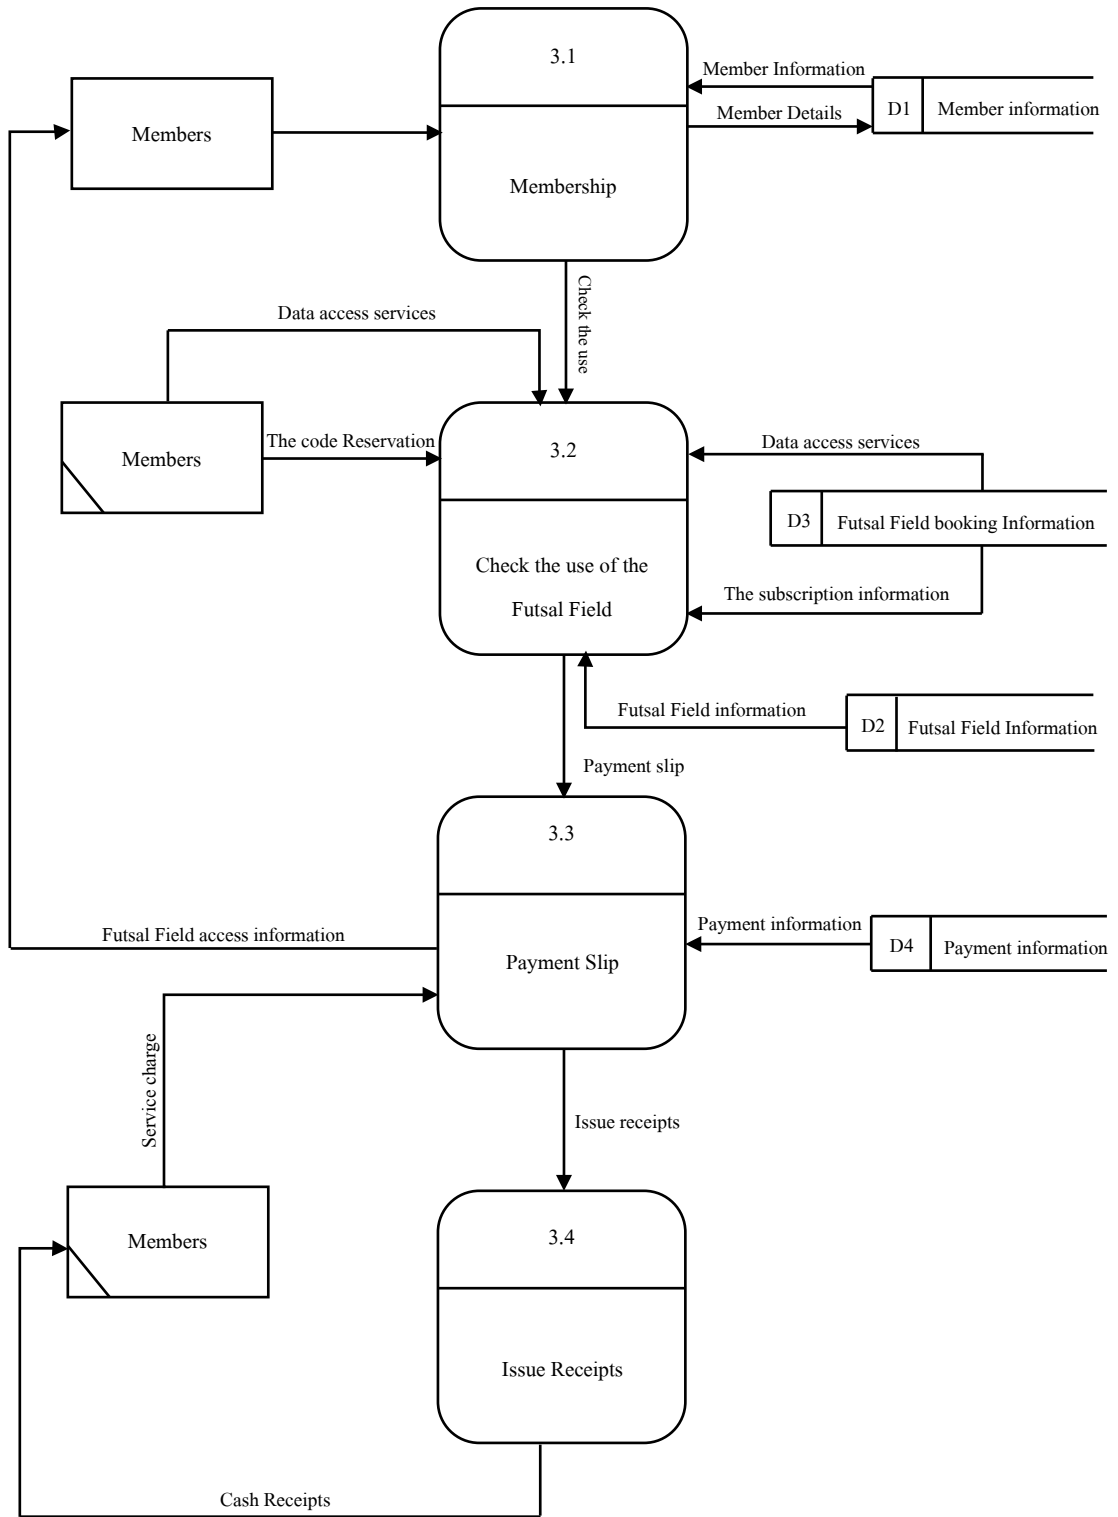 3.1
Member Information
Members
Member Details
D1
Member information
Membership
Check the use
Data access services
Members
The code Reservation
3.2
Data access services
D3
Futsal Field booking Information
Check the use of the
Futsal Field
The subscription information
Futsal Field information
D2
Futsal Field Information
Payment slip
3.3
Futsal Field access information
Payment information
D4
Payment information
Payment Slip
Service charge
Issue receipts
Members
3.4
Issue Receipts
Cash Receipts